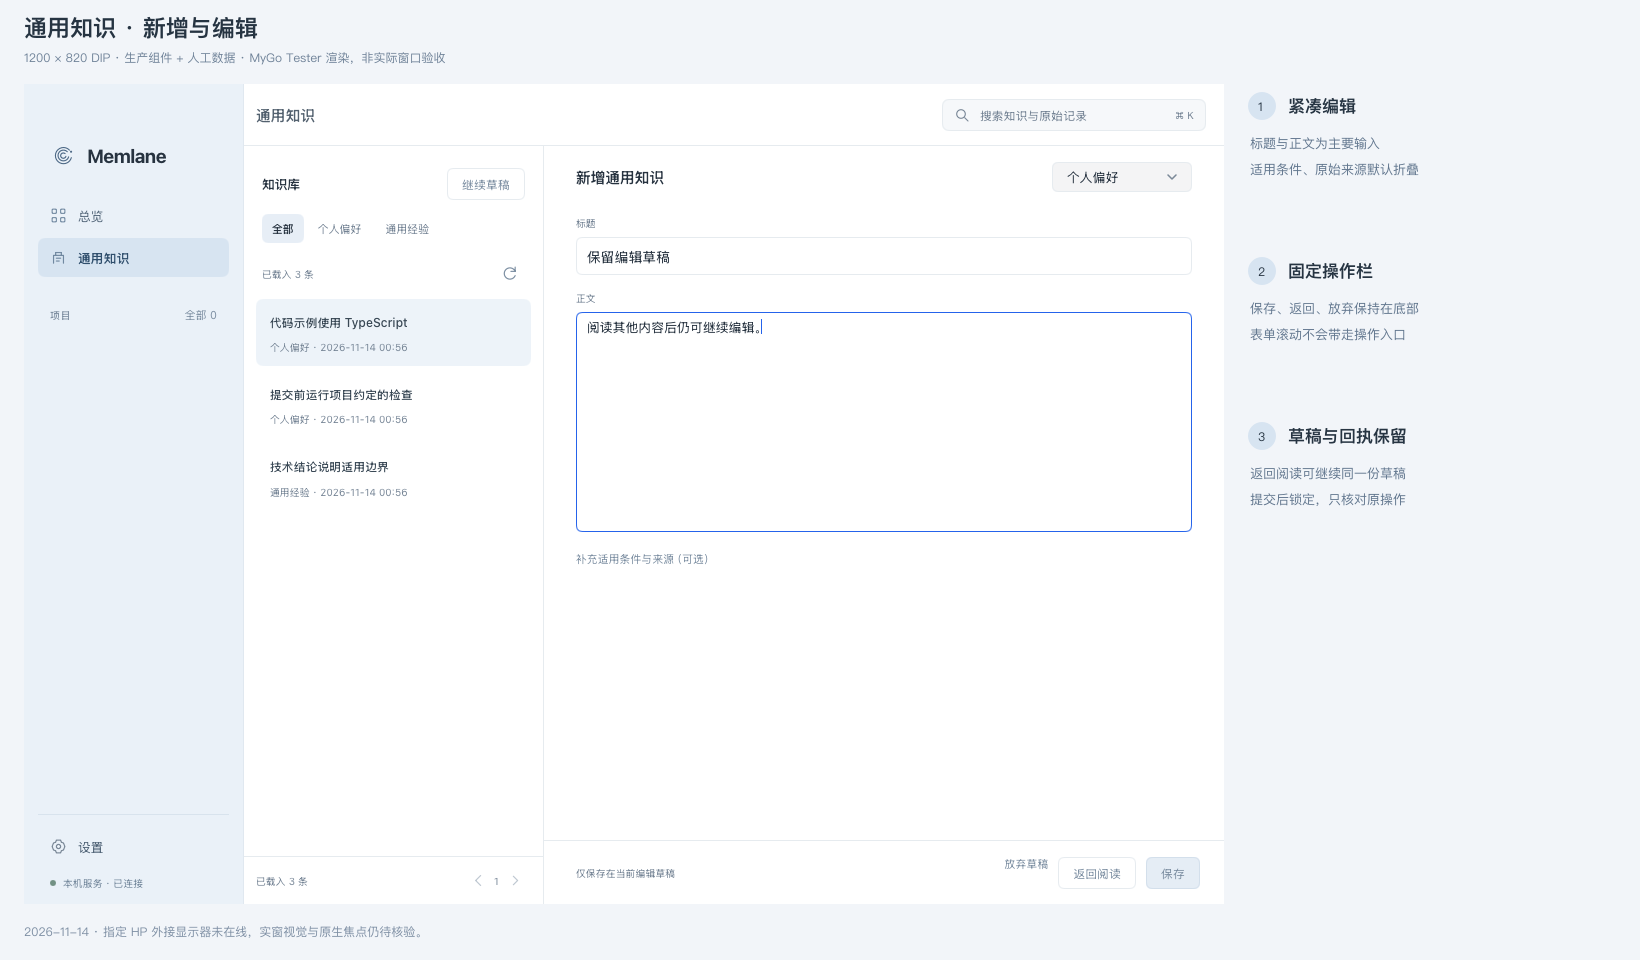 通用知识 · 新增与编辑
1200 × 820 DIP · 生产组件 + 人工数据 · MyGo Tester 渲染，非实际窗口验收
Memlane
总览
通用知识
项目
全部 0
设置
本机服务 · 已连接
通用知识
搜索知识与原始记录
⌘ K
知识库
继续草稿
全部
个人偏好
通用经验
已载入 3 条
代码示例使用 TypeScript
个人偏好 · 2026-11-14 00:56
提交前运行项目约定的检查
个人偏好 · 2026-11-14 00:56
技术结论说明适用边界
通用经验 · 2026-11-14 00:56
已载入 3 条
1
新增通用知识
个人偏好
标题
保留编辑草稿
正文
阅读其他内容后仍可继续编辑。
补充适用条件与来源 (可选)
仅保存在当前编辑草稿
放弃草稿
返回阅读
保存
1
紧凑编辑
标题与正文为主要输入
适用条件、原始来源默认折叠
2
固定操作栏
保存、返回、放弃保持在底部
表单滚动不会带走操作入口
3
草稿与回执保留
返回阅读可继续同一份草稿
提交后锁定，只核对原操作
2026-11-14 · 指定 HP 外接显示器未在线，实窗视觉与原生焦点仍待核验。